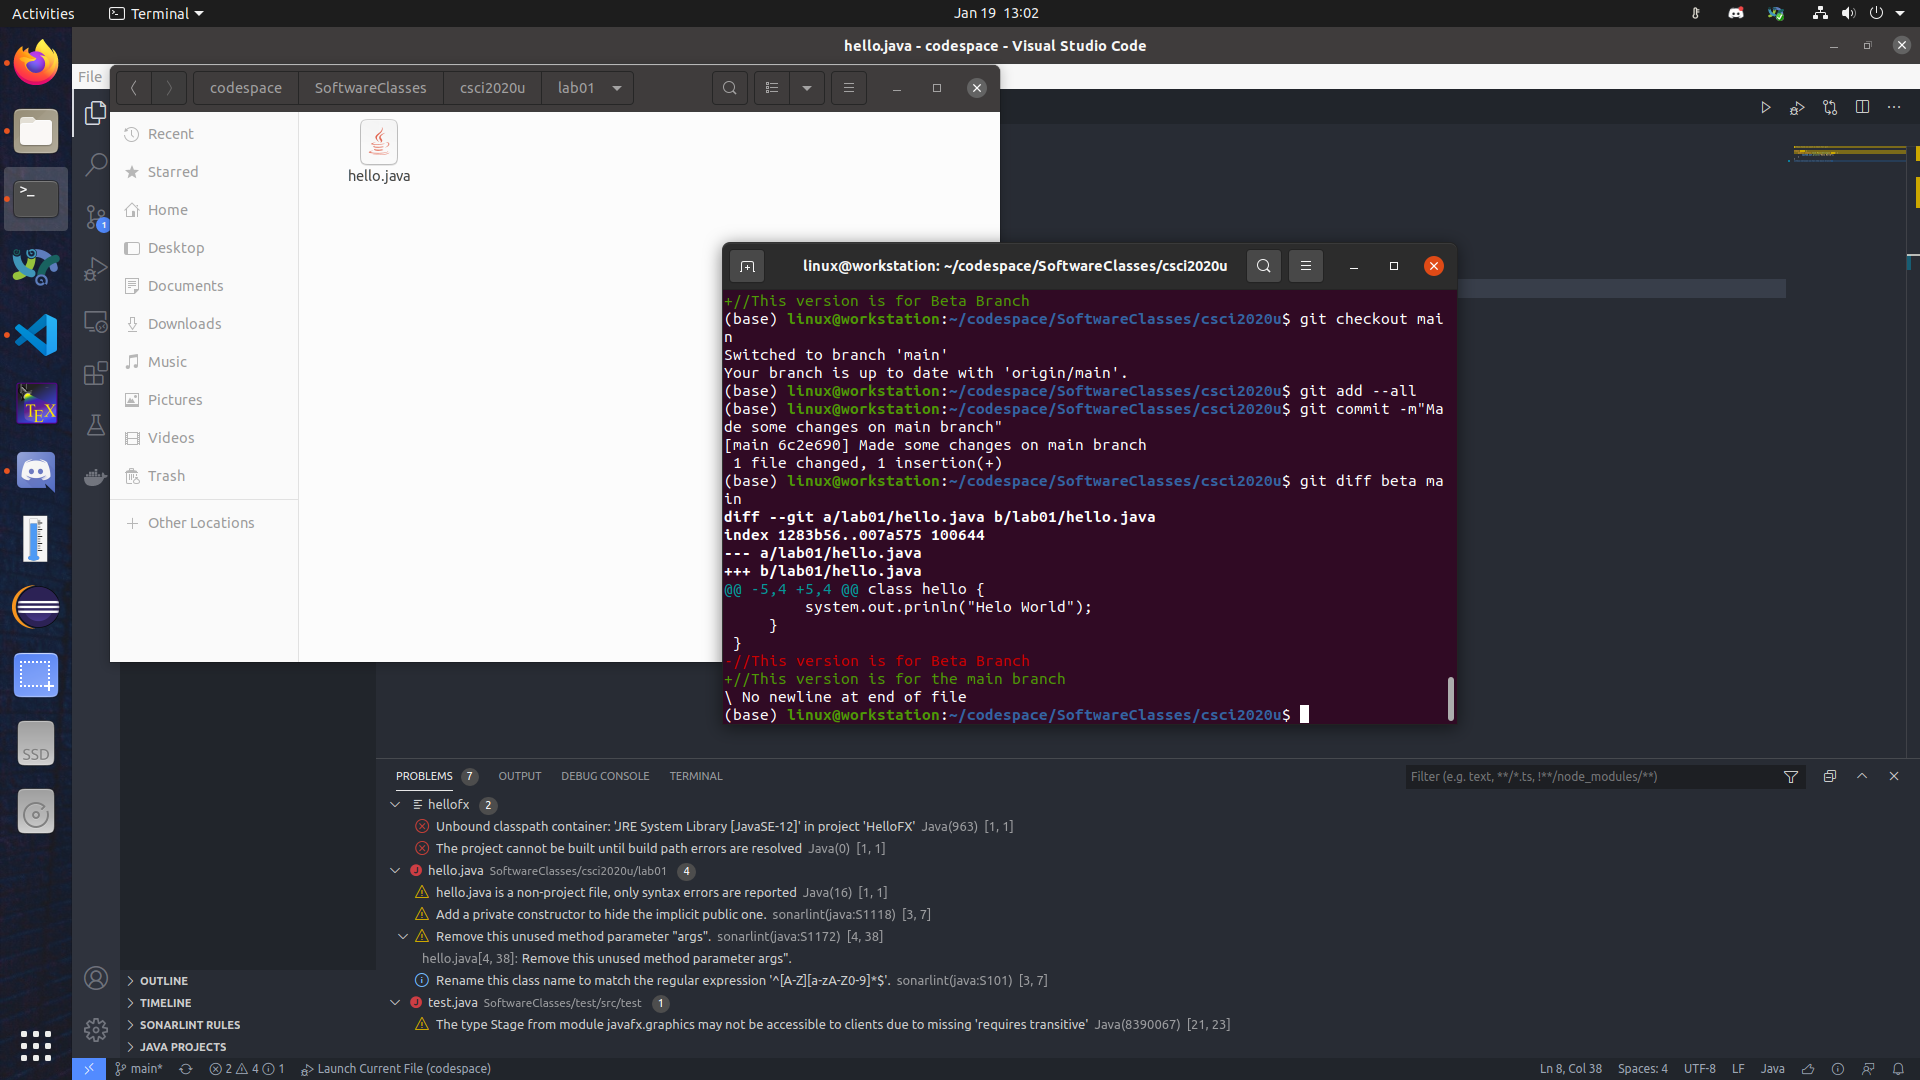 Activities
Terminal
Jan 19 13:02
hello.java - codespace - Visual Studio Code
File
codespace
SoftwareClasses
csci2020u
lab01
Recent
Starred
Home
Desktop
Documents
Downloads
Music
Pictures
Videos
Trash
Other Locations
hello.java
1
TEX
SSD
linux@workstation: ~/codespace/SoftwareClasses/csci2020u
+//This version is for Beta Branch
(base) linux@workstation:~/codespace/SoftwareClasses/csci2020u$ git checkout mai
n
Switched to branch 'main'
Your branch is up to date with 'origin/main'.
(base) linux@workstation:~/codespace/SoftwareClasses/csci2020u$ git add --all
(base) linux@workstation:~/codespace/SoftwareClasses/csci2020u$ git commit -m"Ma
de some changes on main branch"
[main 6c2e690] Made some changes on main branch
 1 file changed, 1 insertion(+)
(base) linux@workstation:~/codespace/SoftwareClasses/csci2020u$ git diff beta ma
in
diff --git a/lab01/hello.java b/lab01/hello.java
index 1283b56..007a575 100644
--- a/lab01/hello.java
+++ b/lab01/hello.java
@@ -5,4 +5,4 @@ class hello {
         system.out.prinln("Helo World");
     }
 }
-//This version is for Beta Branch
+//This version is for the main branch
\ No newline at end of file
(base) linux@workstation:~/codespace/SoftwareClasses/csci2020u$
PROBLEMS 7 OUTPUT DEBUG CONSOLE TERMINAL
Filter (e.g. text, **/*.ts, !**/node_modules/**)
hellofx 2
Unbound classpath container: 'JRE System Library [JavaSE-12]' in project 'HelloFX' Java(963) [1, 1]
The project cannot be built until build path errors are resolved Java(0) [1, 1]
hello.java SoftwareClasses/csci2020u/lab01 4
hello.java is a non-project file, only syntax errors are reported Java(16) [1, 1]
Add a private constructor to hide the implicit public one. sonarlint(java:S1118) [3, 7]
Remove this unused method parameter "args". sonarlint(java:S1172) [4, 38]
hello.java[4, 38]: Remove this unused method parameter args".
Rename this class name to match the regular expression '^[A-Z][a-zA-Z0-9]*$'. sonarlint(java:S101) [3, 7]
test.java SoftwareClasses/test/src/test 1
The type Stage from module javafx.graphics may not be accessible to clients due to missing 'requires transitive' Java(8390067) [21, 23]
OUTLINE
TIMELINE
SONARLINT RULES
JAVA PROJECTS
main* 2 4 1 Launch Current File (codespace)
Ln 8, Col 38 Spaces: 4 UTF-8 LF Java